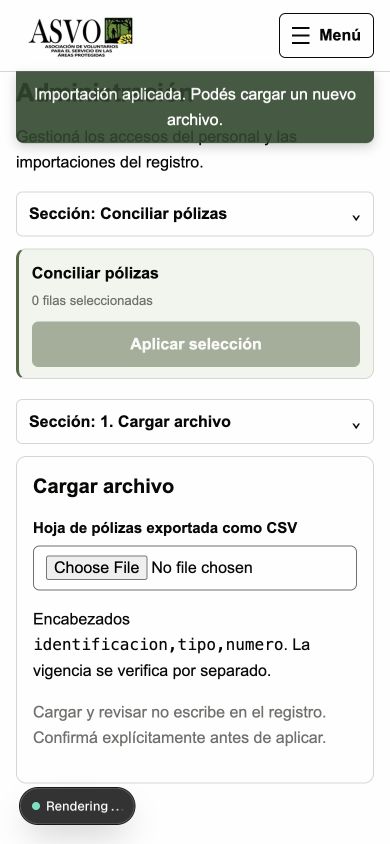 ASVO
ASOCIACIÓN DE VOLUNTARIOS
PARA EL SERVICIO EN LAS
ÁREAS PROTEGIDAS
Menú
Administración
Importación aplicada. Podés cargar un nuevo
archivo.
Gestioná los accesos del personal y las
importaciones del registro.
Sección: Conciliar pólizas
Conciliar pólizas
0 filas seleccionadas
Aplicar selección
Sección: 1. Cargar archivo
Cargar archivo
Hoja de pólizas exportada como CSV
Choose File No file chosen
Encabezados
identificacion,tipo,numero. La
vigencia se verifica por separado.
Cargar y revisar no escribe en el registro.
Confirmá explícitamente antes de aplicar.
Rendering ...